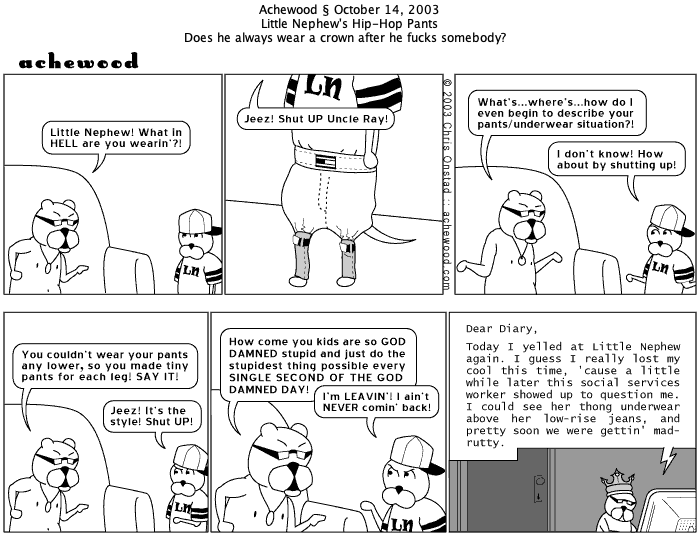 Achewood § October 14, 2003
Little Nephew's Hip-Hop Pants
Does he always wear a crown after he fucks somebody?
achewood
Little Nephew! What in
HELL are you wearin'?!
LN
LN
Jeez! Shut UP Uncle Ray!
© 2003 Chris Onstad :: achewood.com
What's...where's...how do I
even begin to describe your
pants/underwear situation?!
I don't know! How
about by shutting up!
LN
You couldn't wear your pants
any lower, so you made tiny
pants for each leg! SAY IT!
Jeez! It's the
style! Shut UP!
LN
How come you kids are so GOD
DAMNED stupid and just do the
stupidest thing possible every
SINGLE SECOND OF THE GOD
DAMNED DAY!
I'm LEAVIN'! I ain't
NEVER comin' back!
LN
Dear Diary,
Today I yelled at Little Nephew
again. I guess I really lost my
cool this time, 'cause a little
while later this social services
worker showed up to question me.
I could see her thong underwear
above her low-rise jeans, and
pretty soon we were gettin' mad-
rutty.